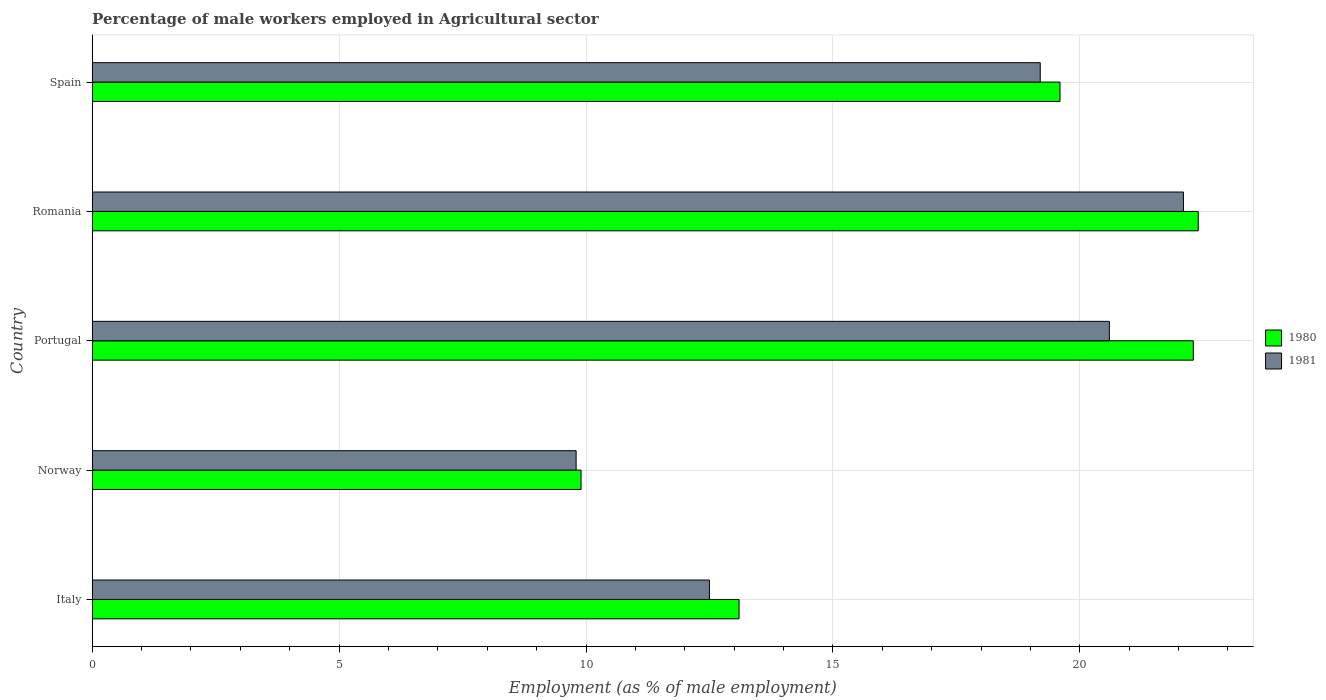 Percentage of male workers employed in Agricultural sector
Spain
Romania
Portugal
Norway
Italy
Country
0
5
10
15
20
Employment (as % of male employment)
1980
1981